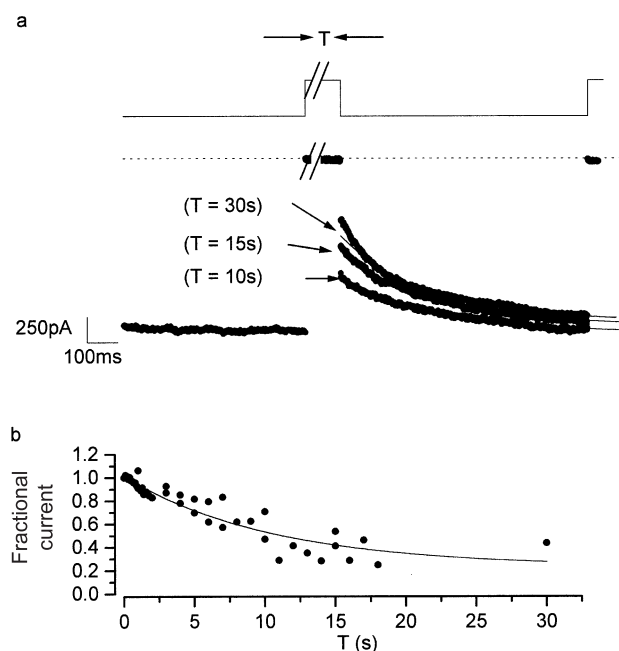 a
T
(T = 30s)
(T = 15s)
(T = 10s)
250pA
100ms
b
1.2
1.0
0.8
0.6
0.4
0.2
0.0
Fractional
current
0
5
10
15
20
25
30
T (s)